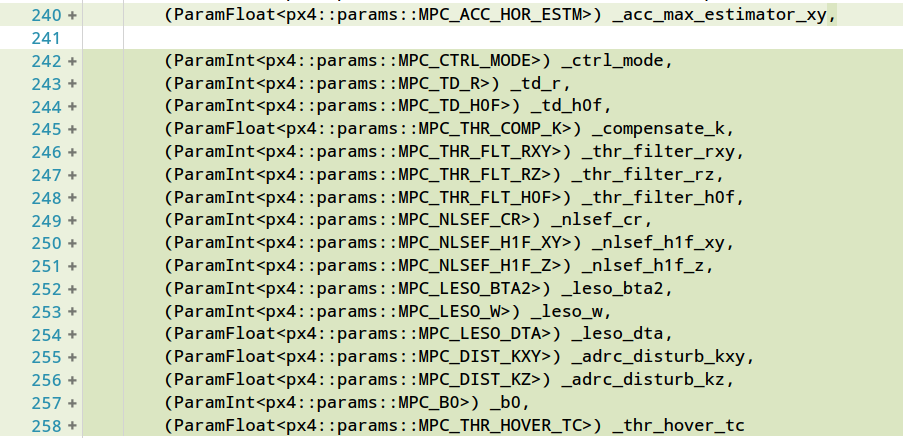 240 + (ParamFloat<px4::params::MPC_ACC_HOR_ESTM>) _acc_max_estimator_xy,
241
242 + (ParamInt<px4::params::MPC_CTRL_MODE>) _ctrl_mode,
243 + (ParamInt<px4::params::MPC_TD_R>) _td_r,
244 + (ParamInt<px4::params::MPC_TD_H0F>) _td_h0f,
245 + (ParamFloat<px4::params::MPC_THR_COMP_K>) _compensate_k,
246 + (ParamInt<px4::params::MPC_THR_FLT_RXY>) _thr_filter_rxy,
247 + (ParamInt<px4::params::MPC_THR_FLT_RZ>) _thr_filter_rz,
248 + (ParamInt<px4::params::MPC_THR_FLT_H0F>) _thr_filter_h0f,
249 + (ParamInt<px4::params::MPC_NLSEF_CR>) _nlsef_cr,
250 + (ParamInt<px4::params::MPC_NLSEF_H1F_XY>) _nlsef_h1f_xy,
251 + (ParamInt<px4::params::MPC_NLSEF_H1F_Z>) _nlsef_h1f_z,
252 + (ParamInt<px4::params::MPC_LESO_BTA2>) _leso_bta2,
253 + (ParamInt<px4::params::MPC_LESO_W>) _leso_w,
254 + (ParamFloat<px4::params::MPC_LESO_DTA>) _leso_dta,
255 + (ParamFloat<px4::params::MPC_DIST_KXY>) _adrc_disturb_kxy,
256 + (ParamFloat<px4::params::MPC_DIST_KZ>) _adrc_disturb_kz,
257 + (ParamInt<px4::params::MPC_B0>) _b0,
258 + (ParamFloat<px4::params::MPC_THR_HOVER_TC>) _thr_hover_tc